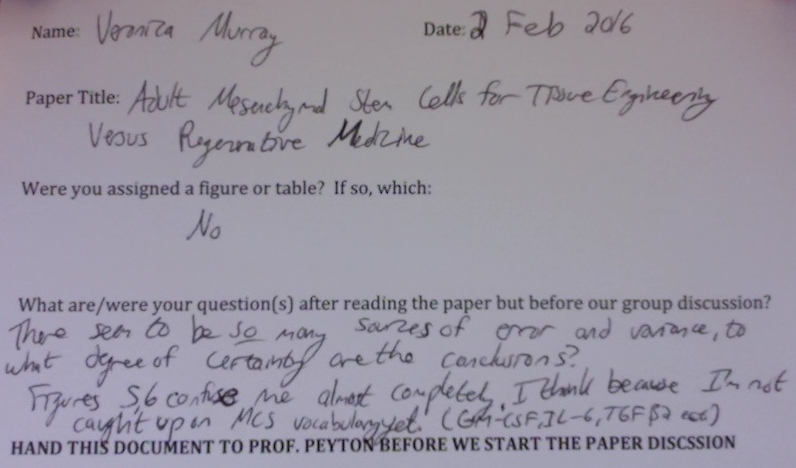 Name: Veronica Murray Date: 2 Feb 2016
Paper Title: Adult Mesenchymal Stem Cells for Tissue Engineering
Versus Regenerative Medicine
Were you assigned a figure or table? If so, which:
No
What are/were your question(s) after reading the paper but before our group discussion?
There seem to be so many sources of error and variance, to
what degree of certainty are the conclusions?
Figures 5,6 confuse me almost completely, I think because I'm not
caught up on MCS vocabulary yet. (GM-CSF, IL-6, TGFβ2 ect)
HAND THIS DOCUMENT TO PROF. PEYTON BEFORE WE START THE PAPER DISCSSION